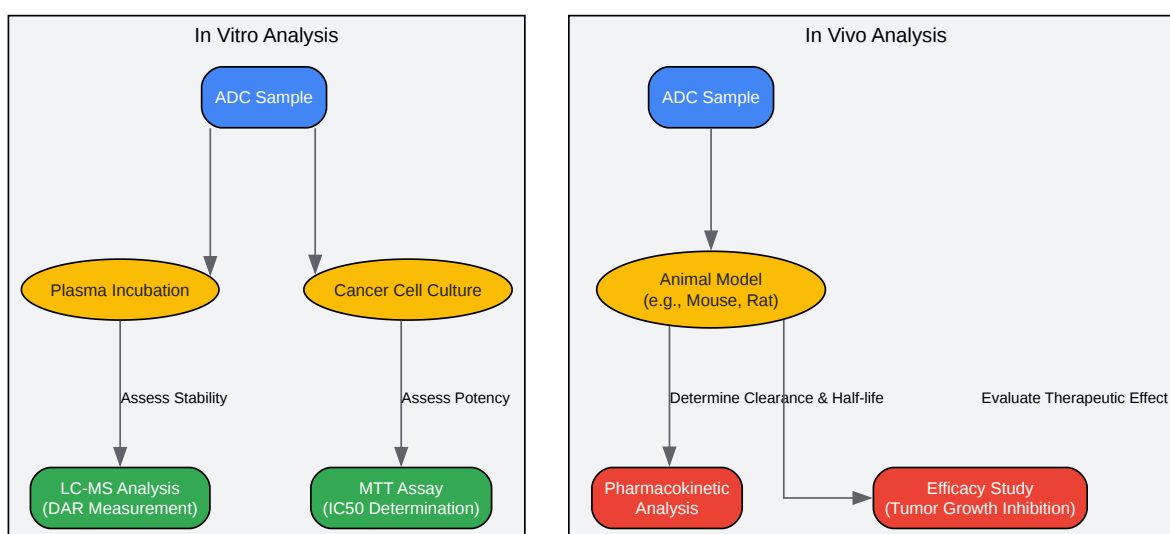 In Vitro Analysis
ADC Sample
Plasma Incubation
Cancer Cell Culture
Assess Stability
Assess Potency
LC-MS Analysis
(DAR Measurement)
MTT Assay
(IC50 Determination)
In Vivo Analysis
ADC Sample
Animal Model
(e.g., Mouse, Rat)
Determine Clearance & Half-life
Evaluate Therapeutic Effect
Pharmacokinetic
Analysis
Efficacy Study
(Tumor Growth Inhibition)